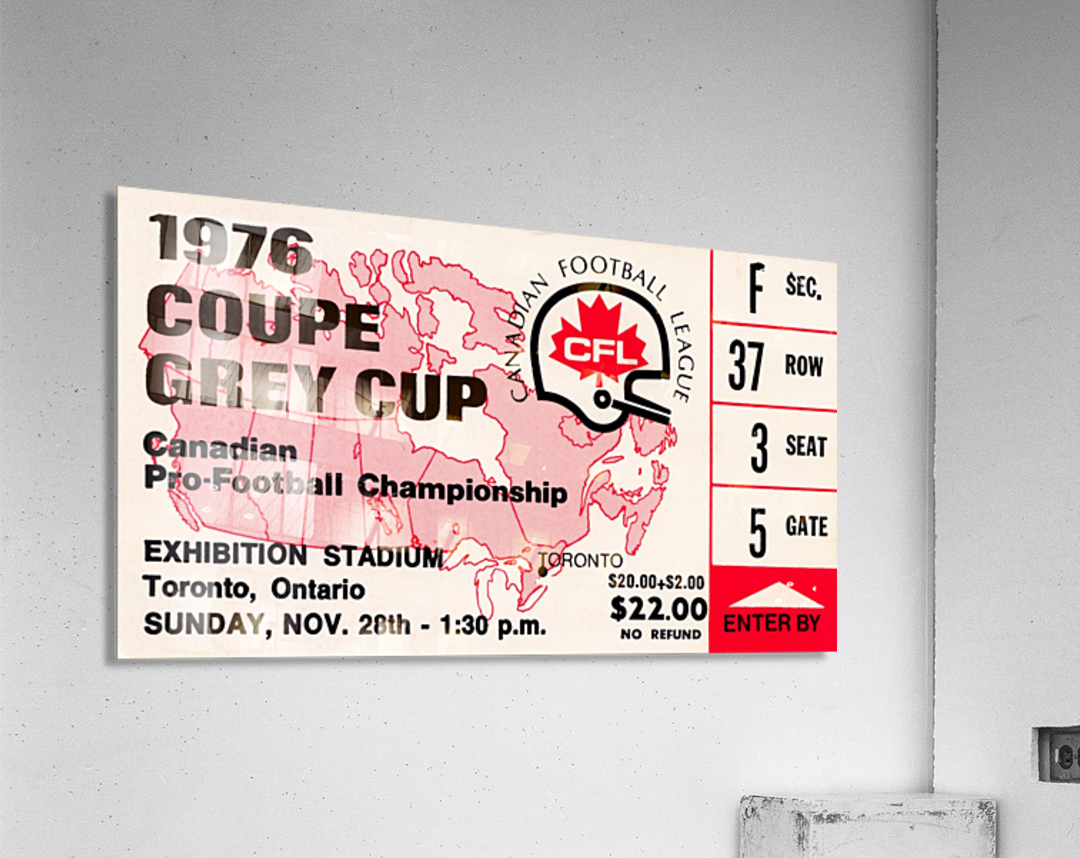 1976
COUPE
GREY CUP
Canadian
Pro-Football Championship
EXHIBITION STADIUM
Toronto, Ontario
SUNDAY, NOV. 28th - 1:30 p.m.
CANADIAN FOOTBALL LEAGUE
CFL
TORONTO
$20.00+$2.00
$22.00
NO REFUND
F SEC.
37 ROW
3 SEAT
5 GATE
ENTER BY